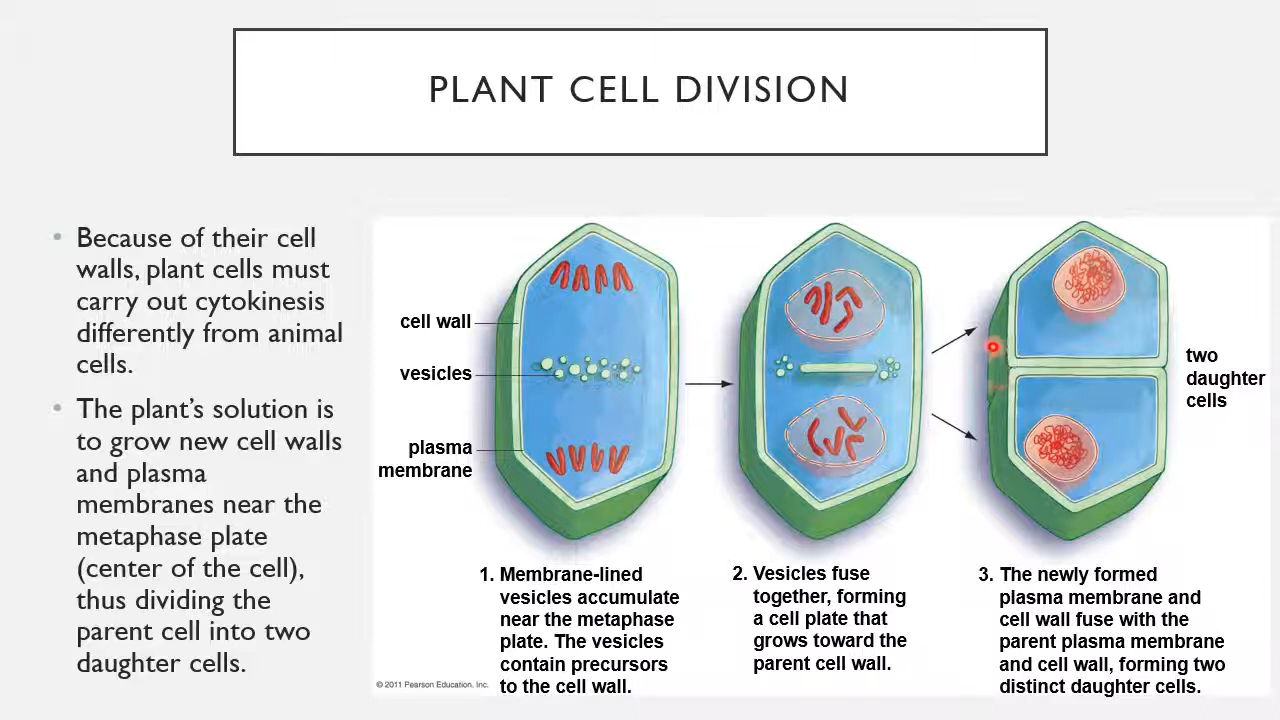 PLANT CELL DIVISION
• Because of their cell
walls, plant cells must
carry out cytokinesis
differently from animal
cells.
• The plant’s solution is
to grow new cell walls
and plasma
membranes near the
metaphase plate
(center of the cell),
thus dividing the
parent cell into two
daughter cells.
cell wall
vesicles
plasma
membrane
two
daughter
cells
1. Membrane-lined
vesicles accumulate
near the metaphase
plate. The vesicles
contain precursors
to the cell wall.
2. Vesicles fuse
together, forming
a cell plate that
grows toward the
parent cell wall.
3. The newly formed
plasma membrane and
cell wall fuse with the
parent plasma membrane
and cell wall, forming two
distinct daughter cells.
© 2011 Pearson Education, Inc.